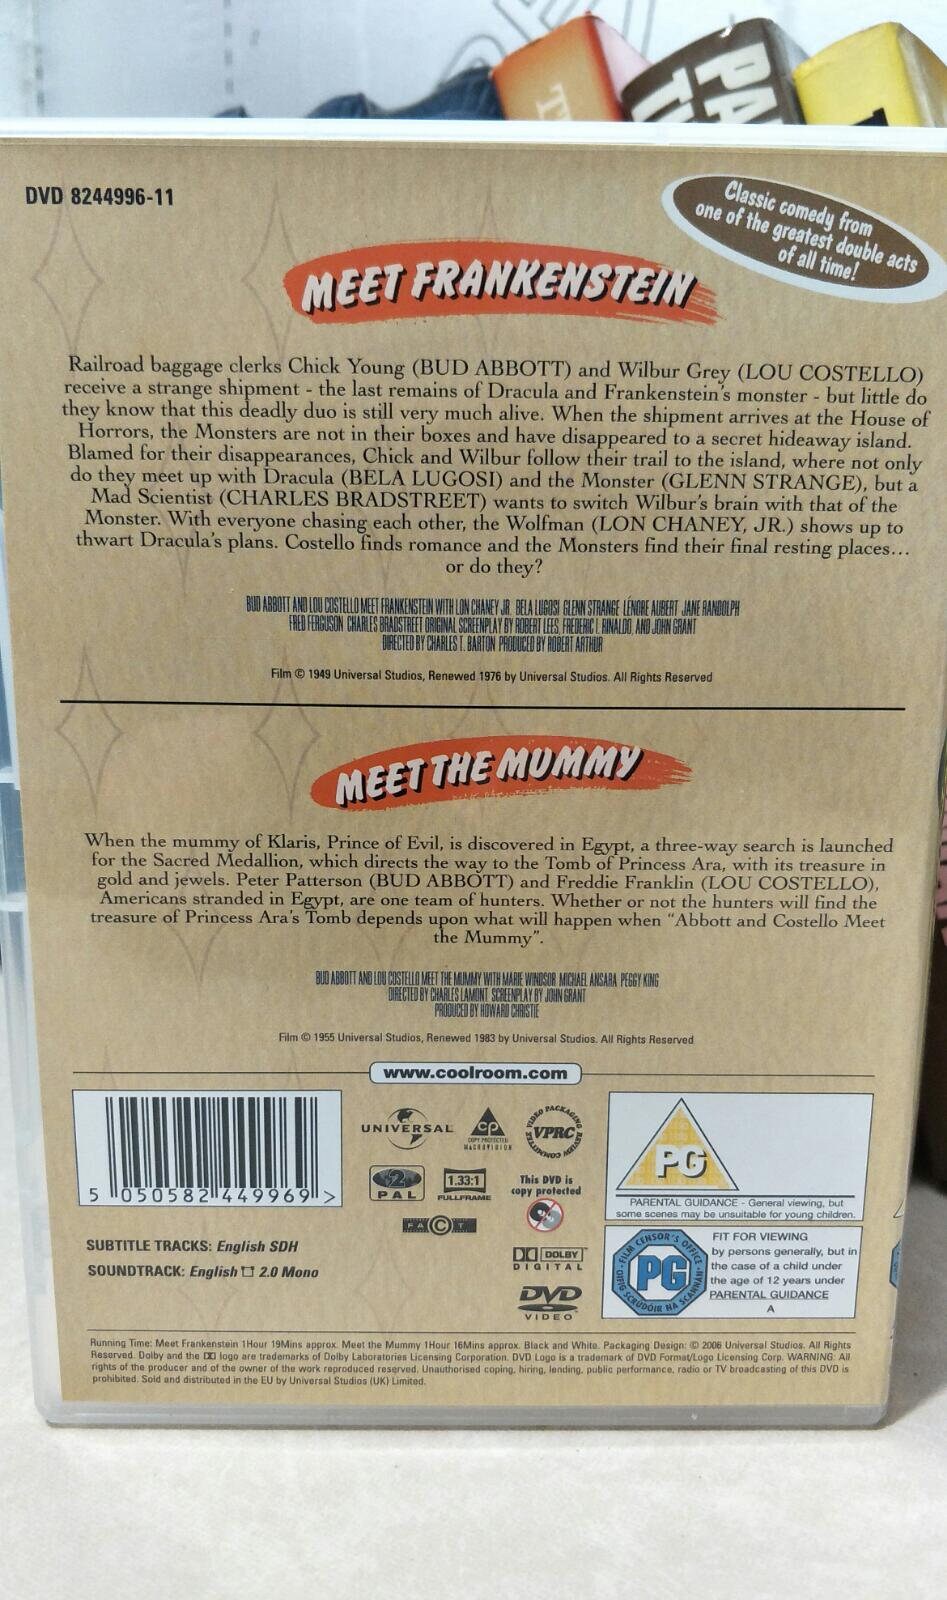 PA
T
DVD 8244996-11
Classic comedy from
one of the greatest double acts
of all time!
MEET FRANKENSTEIN
Railroad baggage clerks Chick Young (BUD ABBOTT) and Wilbur Grey (LOU COSTELLO)
receive a strange shipment - the last remains of Dracula and Frankenstein's monster - but little do
they know that this deadly duo is still very much alive. When the shipment arrives at the House of
Horrors, the Monsters are not in their boxes and have disappeared to a secret hideaway island.
Blamed for their disappearances, Chick and Wilbur follow their trail to the island, where not only
do they meet up with Dracula (BELA LUGOSI) and the Monster (GLENN STRANGE), but a
Mad Scientist (CHARLES BRADSTREET) wants to switch Wilbur's brain with that of the
Monster. With everyone chasing each other, the Wolfman (LON CHANEY, JR.) shows up to
thwart Dracula's plans. Costello finds romance and the Monsters find their final resting places...
or do they?
BUD ABBOTT AND LOU COSTELLO MEET FRANKENSTEIN WITH LON CHANEY JR. BELA LUGOSI GLENN STRANGE LENORE AUBERT JANE RANDOLPH
FRED FERGUSON CHARLES BRADSTREET ORIGINAL SCREENPLAY BY ROBERT LEES, FREDERIC I. RINALDO, AND JOHN GRANT
DIRECTED BY CHARLES T. BARTON PRODUCED BY ROBERT ARTHUR
Film © 1949 Universal Studios, Renewed 1976 by Universal Studios. All Rights Reserved
MEET THE MUMMY
When the mummy of Klaris, Prince of Evil, is discovered in Egypt, a three-way search is launched
for the Sacred Medallion, which directs the way to the Tomb of Princess Ara, with its treasure in
gold and jewels. Peter Patterson (BUD ABBOTT) and Freddie Franklin (LOU COSTELLO),
Americans stranded in Egypt, are one team of hunters. Whether or not the hunters will find the
treasure of Princess Ara's Tomb depends upon what will happen when "Abbott and Costello Meet
the Mummy".
BUD ABBOTT AND LOU COSTELLO MEET THE MUMMY WITH MARIE WINDSOR MICHAEL ANSARA PEGGY KING
DIRECTED BY CHARLES LAMONT SCREENPLAY BY JOHN GRANT
PRODUCED BY HOWARD CHRISTIE
Film © 1955 Universal Studios, Renewed 1983 by Universal Studios. All Rights Reserved
www.coolroom.com
5 050582 449969 >
UNIVERSAL
CP
COPY PROTECTED
MACROVISION
VIDEO PACKAGING REVIEW COMMITTEE
VPRC
2
PAL
1.33:1
FULLFRAME
This DVD is
copy protected
FACT
DOLBY
DIGITAL
DVD
VIDEO
PG
PARENTAL GUIDANCE - General viewing, but
some scenes may be unsuitable for young children.
FILM CENSOR'S OFFICE
PG
OIFIG SCRÚDÓIR NA SCANNÁN
FIT FOR VIEWING
by persons generally, but in
the case of a child under
the age of 12 years under
PARENTAL GUIDANCE
A
SUBTITLE TRACKS: English SDH
SOUNDTRACK: English 2.0 Mono
Running Time: Meet Frankenstein 1Hour 19Mins approx. Meet the Mummy 1Hour 16Mins approx. Black and White. Packaging Design: © 2006 Universal Studios. All Rights
Reserved. Dolby and the DD logo are trademarks of Dolby Laboratories Licensing Corporation. DVD Logo is a trademark of DVD Format/Logo Licensing Corp. WARNING: All
rights of the producer and of the owner of the work reproduced reserved. Unauthorised coping, hiring, lending, public performance, radio or TV broadcasting of this DVD is
prohibited. Sold and distributed in the EU by Universal Studios (UK) Limited.